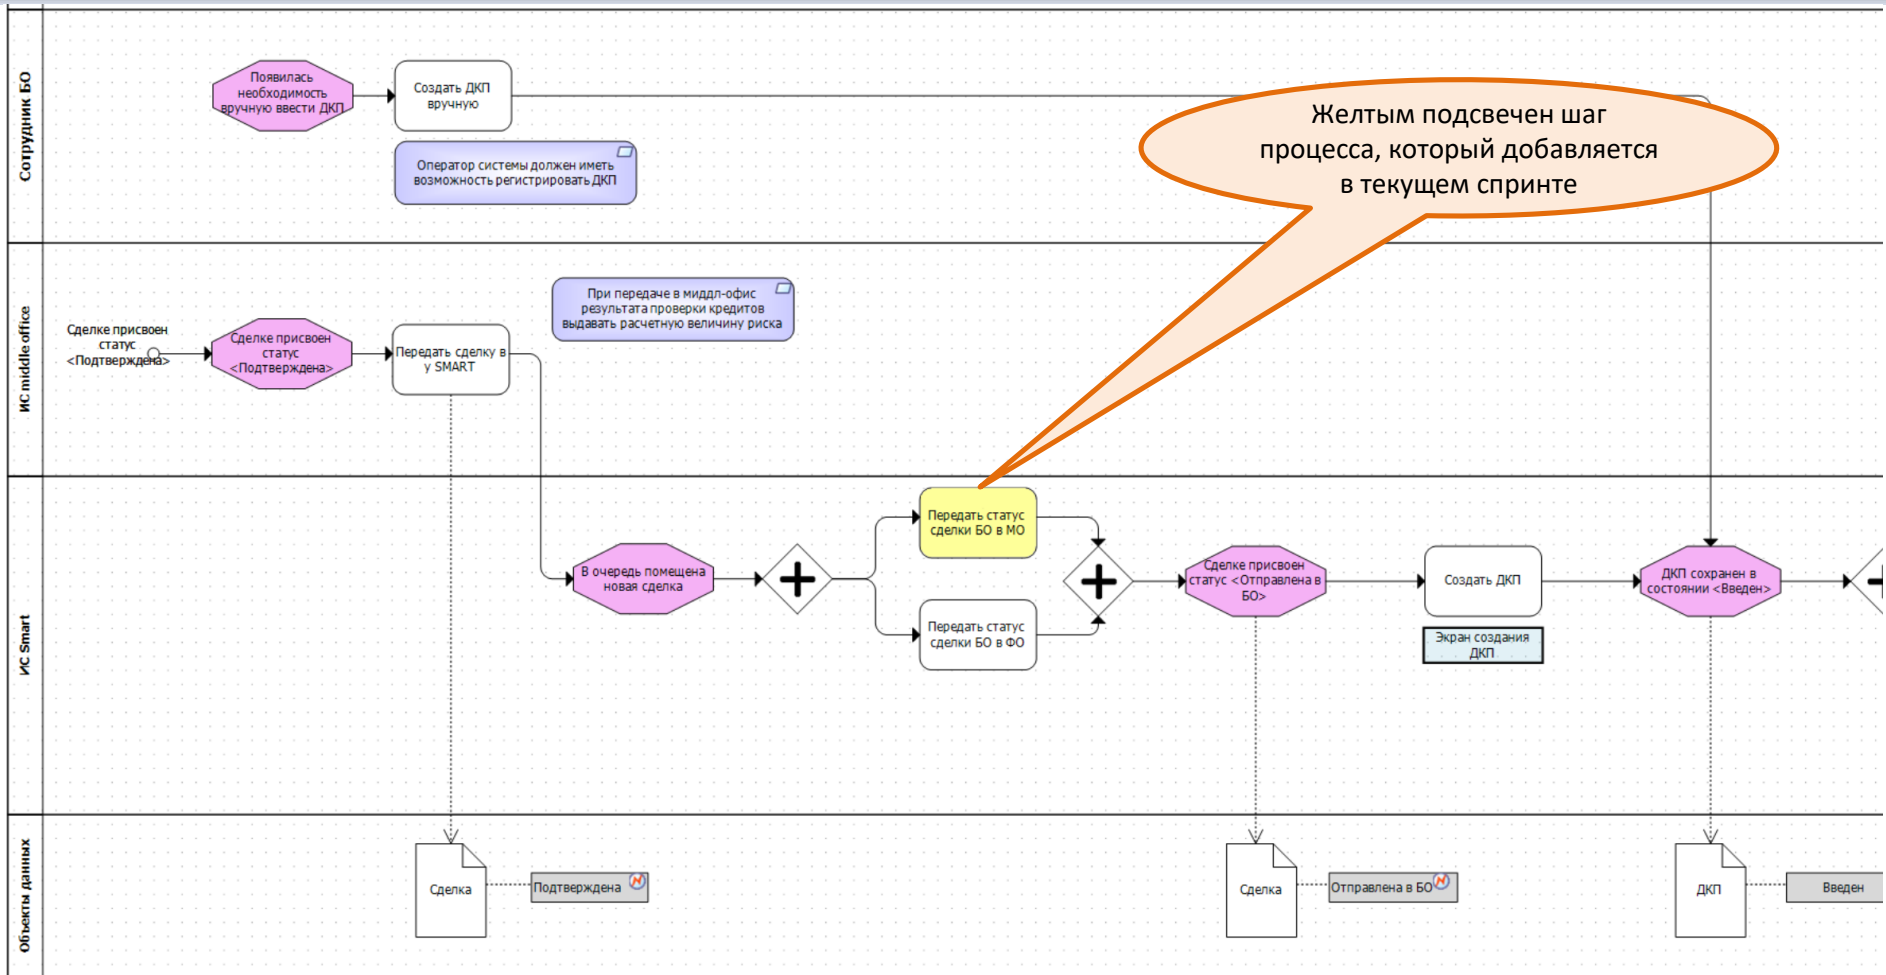 Сотрудник БО
Появилась
необходимость
вручную ввести ДКП
Создать ДКП
вручную
Оператор системы должен иметь
возможность регистрировать ДКП
Желтым подсвечен шаг
процесса, который добавляется
в текущем спринте
ИС middle office
Сделке присвоен
статус
<Подтверждена>
Сделке присвоен
статус
<Подтверждена>
Передать сделку в
у SMART
При передаче в миддл-офис
результата проверки кредитов
выдавать расчетную величину риска
ИС Smart
В очередь помещена
новая сделка
Передать статус
сделки БО в МО
Передать статус
сделки БО в ФО
Сделке присвоен
статус <Отправлена в
БО>
Создать ДКП
Экран создания
ДКП
ДКП сохранен в
состоянии <Введен>
Объекты данных
Сделка
Подтверждена
Сделка
Отправлена в БО
ДКП
Введен